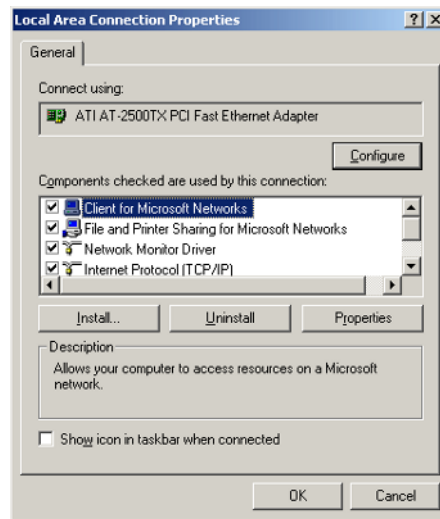 Local Area Connection Properties
General
Connect using:
ATI AT-2500TX PCI Fast Ethernet Adapter
Configure
Components checked are used by this connection:
Client for Microsoft Networks
File and Printer Sharing for Microsoft Networks
Network Monitor Driver
Internet Protocol (TCP/IP)
Install... Uninstall Properties
Description
Allows your computer to access resources on a Microsoft
network.
Show icon in taskbar when connected
OK Cancel